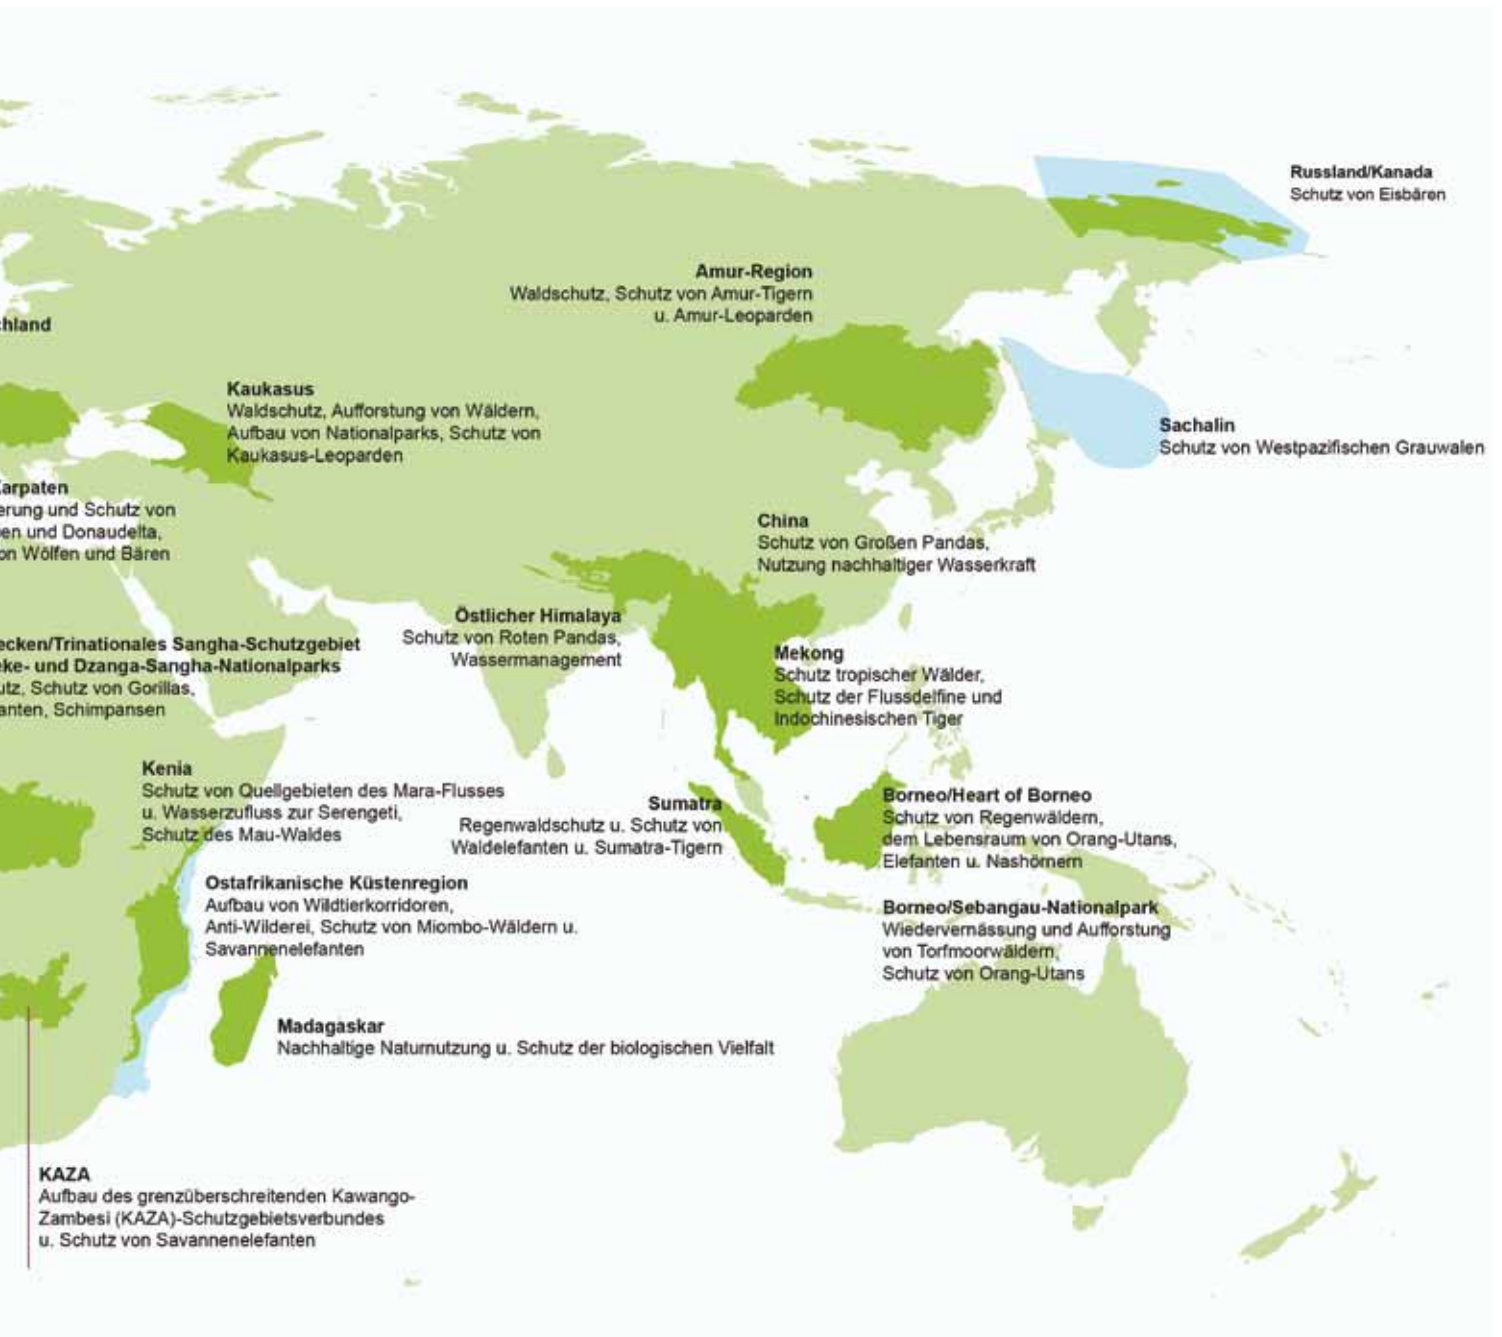 Russland/Kanada
Schutz von Eisbären
Amur-Region
Waldschutz, Schutz von Amur-Tigern
u. Amur-Leoparden
chland
Kaukasus
Waldschutz, Aufforstung von Wäldern,
Aufbau von Nationalparks, Schutz von
Kaukasus-Leoparden
Sachalin
Schutz von Westpazifischen Grauwalen
Karpaten
erung und Schutz von
en und Donaudelta,
on Wölfen und Bären
China
Schutz von Großen Pandas,
Nutzung nachhaltiger Wasserkraft
Östlicher Himalaya
Schutz von Roten Pandas,
Wassermanagement
ecken/Trinationales Sangha-Schutzgebiet
eke- und Dzanga-Sangha-Nationalparks
utz, Schutz von Gorillas,
anten, Schimpansen
Mekong
Schutz tropischer Wälder,
Schutz der Flussdelfine und
Indochinesischen Tiger
Kenia
Schutz von Quellgebieten des Mara-Flusses
u. Wasserzufluss zur Serengeti,
Schutz des Mau-Waldes
Sumatra
Regenwaldschutz u. Schutz von
Waldelefanten u. Sumatra-Tigern
Borneo/Heart of Borneo
Schutz von Regenwäldern,
dem Lebensraum von Orang-Utans,
Elefanten u. Nashörnern
Ostafrikanische Küstenregion
Aufbau von Wildtierkorridoren,
Anti-Wilderei, Schutz von Miombo-Wäldern u.
Savannenelefanten
Borneo/Sebangau-Nationalpark
Wiedervernässung und Aufforstung
von Torfmoorwäldern,
Schutz von Orang-Utans
Madagaskar
Nachhaltige Naturnutzung u. Schutz der biologischen Vielfalt
KAZA
Aufbau des grenzüberschreitenden Kawango-
Zambesi (KAZA)-Schutzgebietsverbundes
u. Schutz von Savannenelefanten